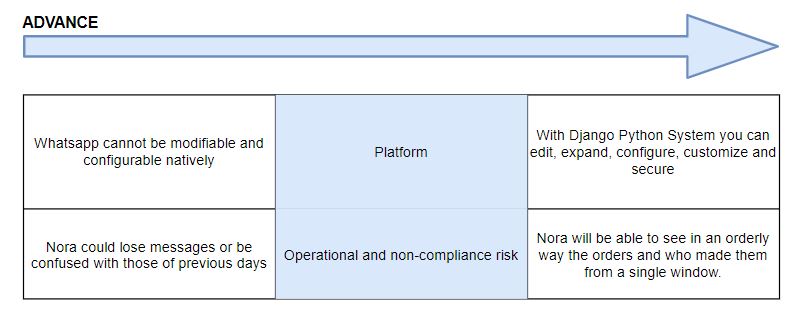 ADVANCE
Whatsapp cannot be modifiable and
configurable natively
Platform
With Django Python System you can
edit, expand, configure, customize and
secure
Nora could lose messages or be
confused with those of previous days
Operational and non-compliance risk
Nora will be able to see in an orderly
way the orders and who made them
from a single window.